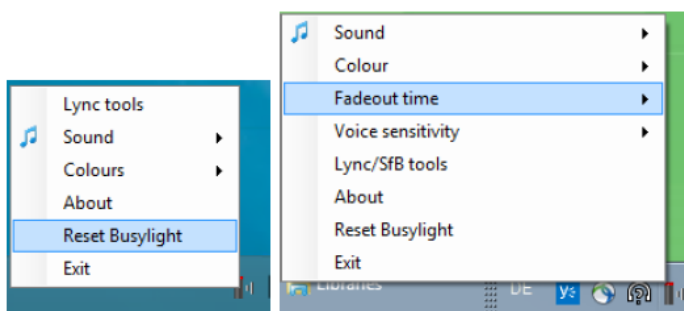 Lync tools
Sound
Colours
About
Reset Busylight
Exit
Sound
Colour
Fadeout time
Voice sensitivity
Lync/SfB tools
About
Reset Busylight
Exit
Libraries
DE